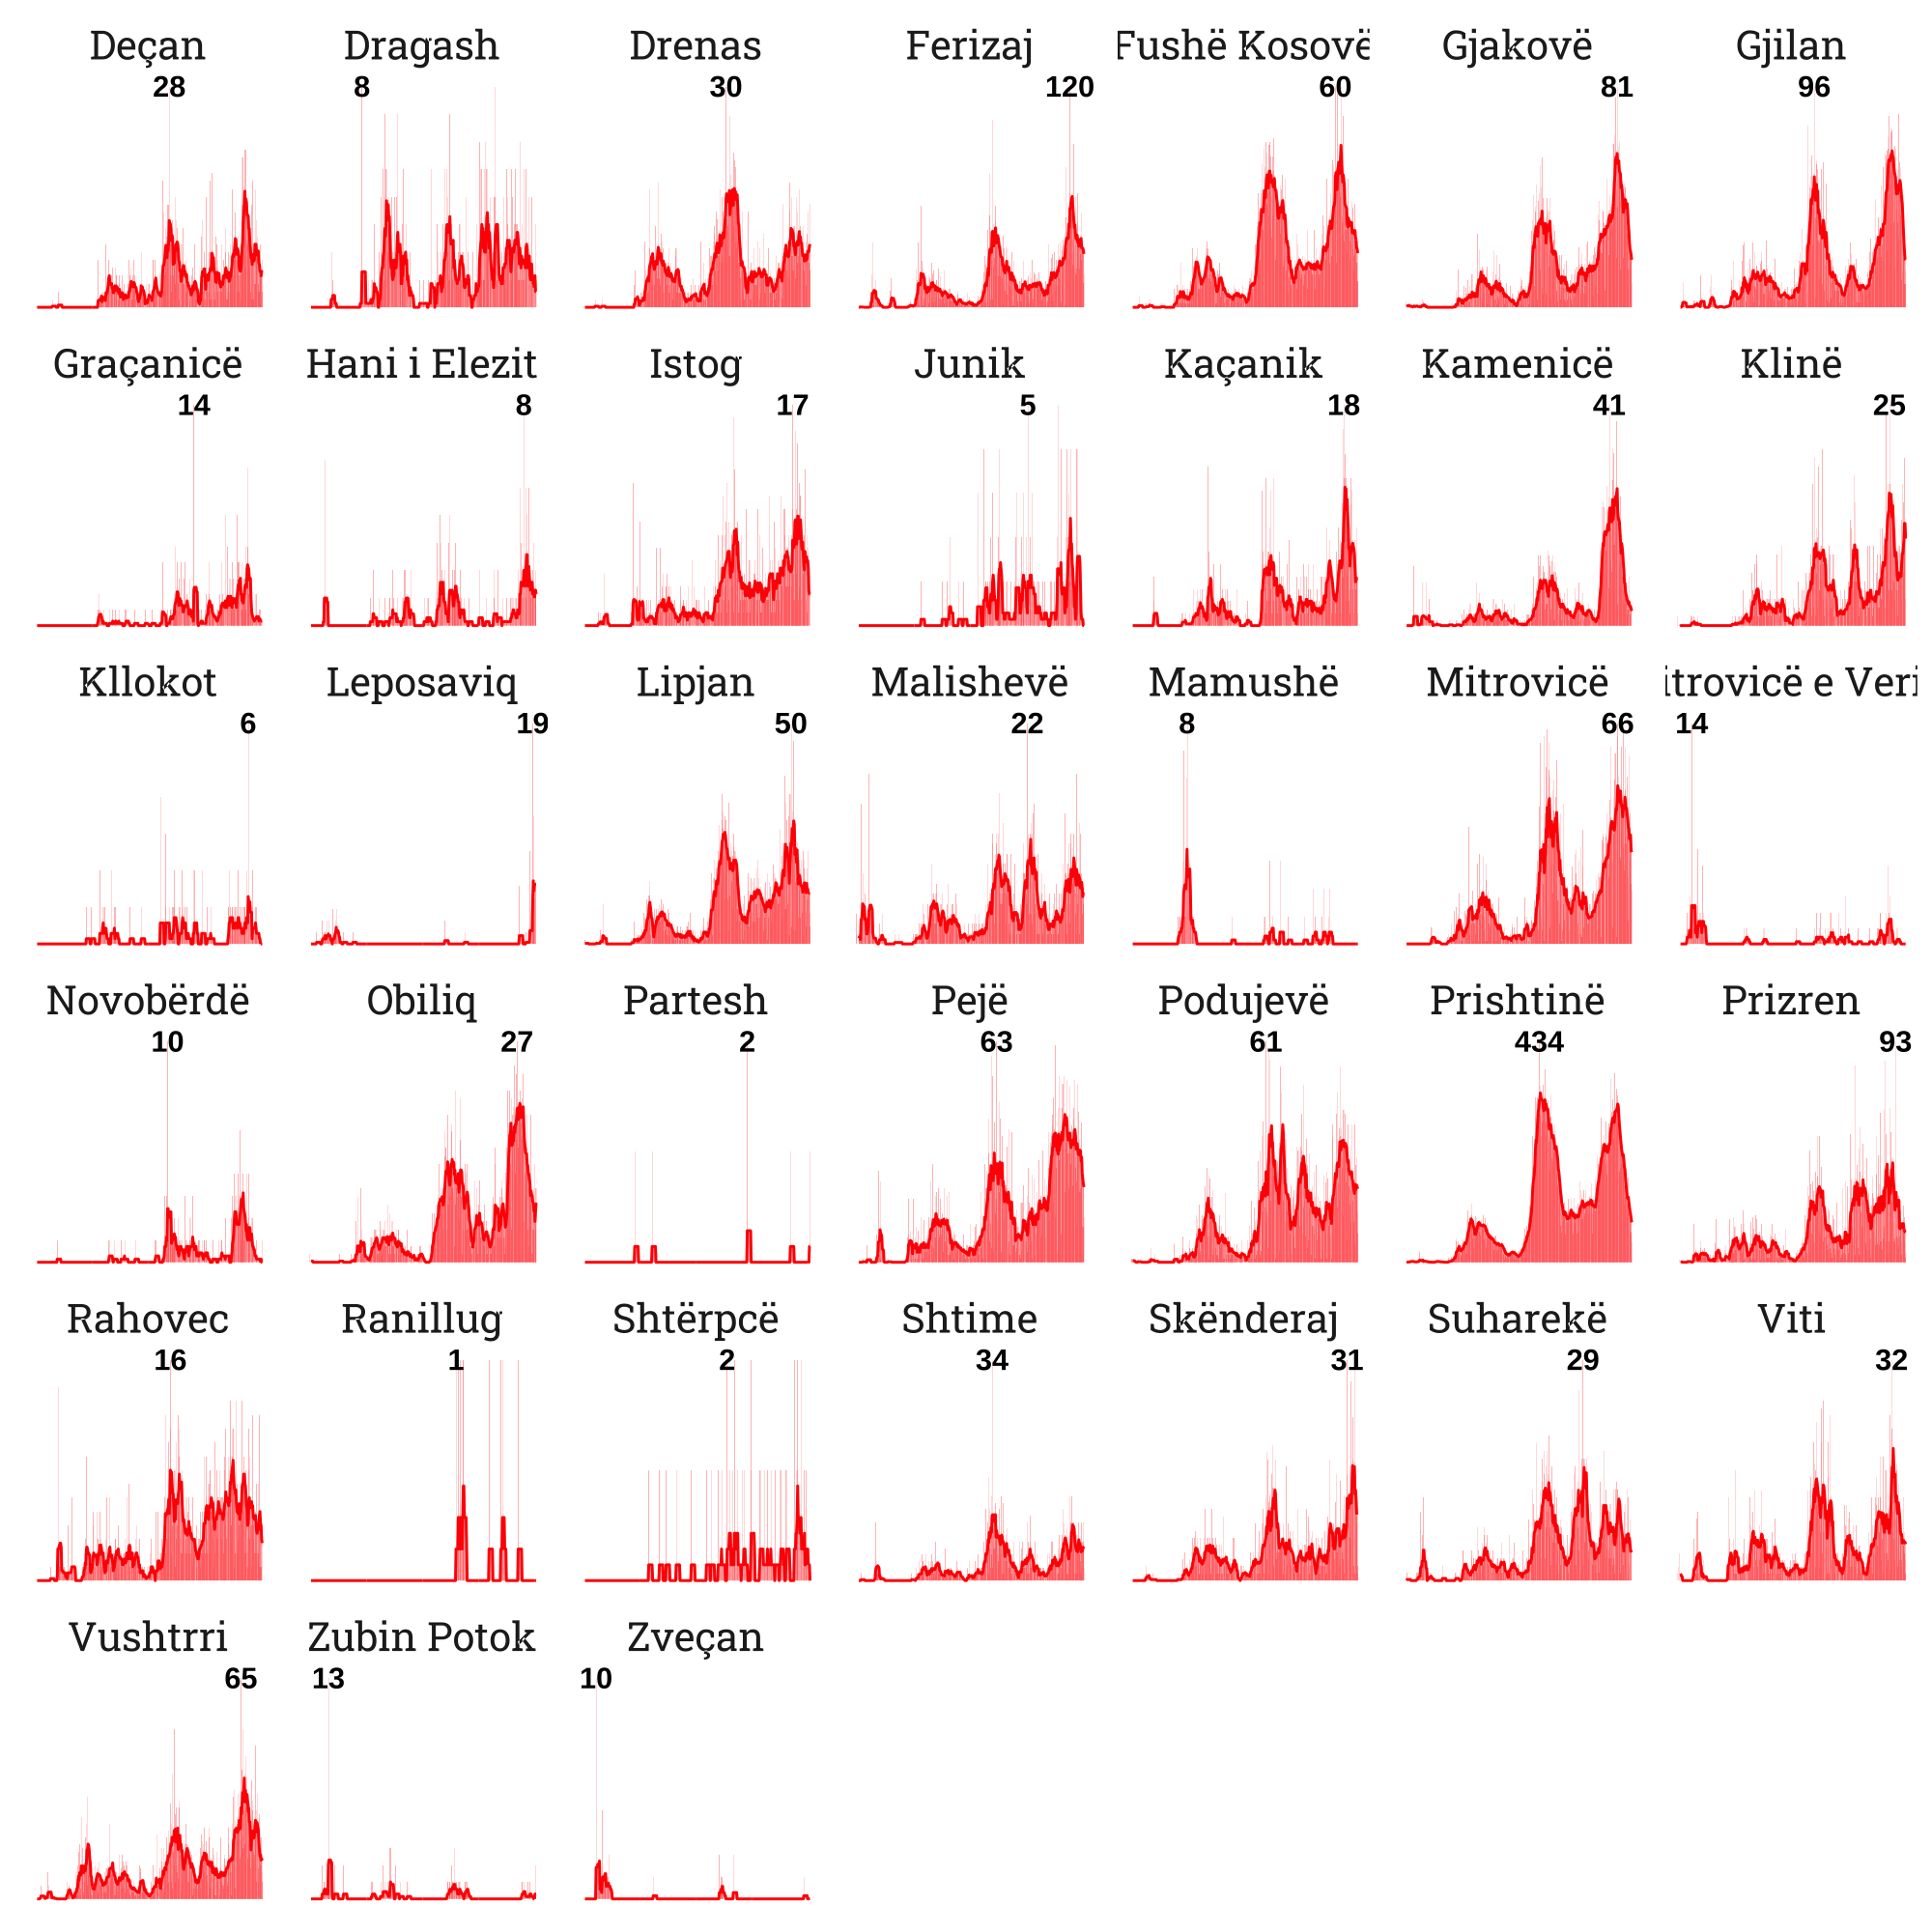 Deçan Dragash Drenas Ferizaj Fushë Kosovë Gjakovë Gjilan
28 8 30 120 60 81 96
Graçanicë Hani i Elezit Istog Junik Kaçanik Kamenicë Klinë
14 8 17 5 18 41 25
Kllokot Leposaviq Lipjan Malishevë Mamushë Mitrovicë itrovicë e Veri
6 19 50 22 8 66 14
Novobërdë Obiliq Partesh Pejë Podujevë Prishtinë Prizren
10 27 2 63 61 434 93
Rahovec Ranillug Shtërpcë Shtime Skënderaj Suharekë Viti
16 1 2 34 31 29 32
Vushtrri Zubin Potok Zveçan
65 13 10